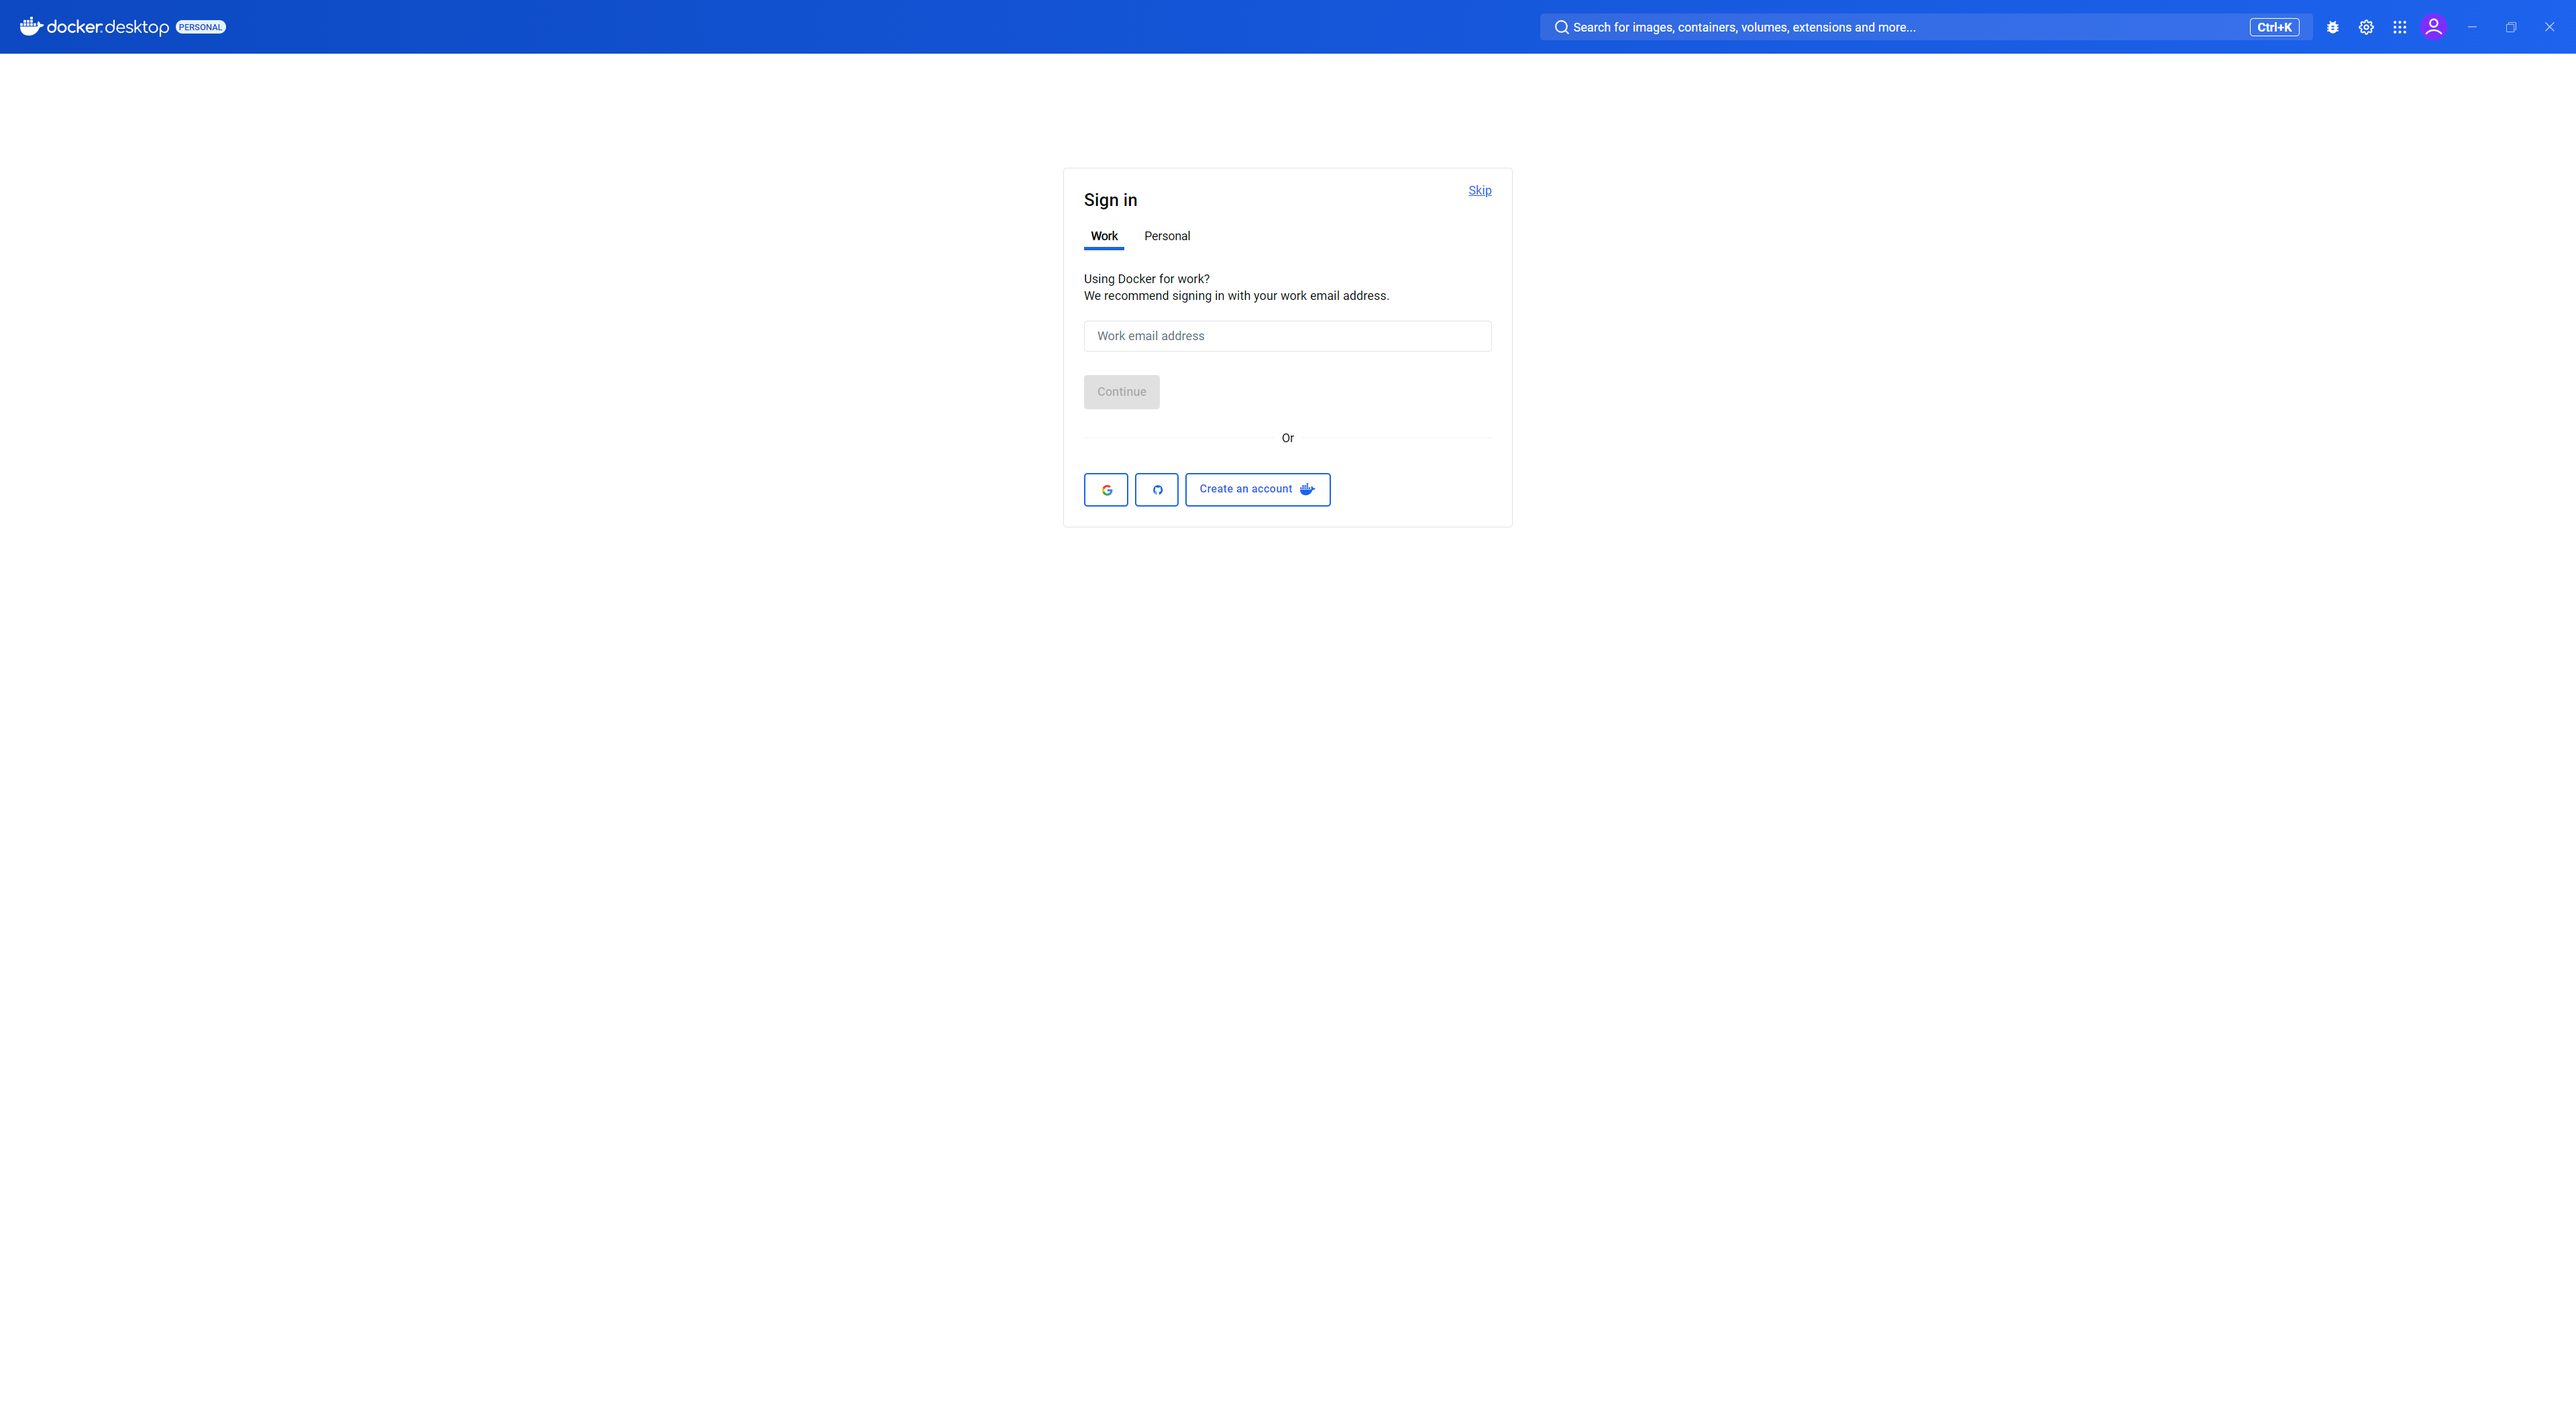 docker desktop PERSONAL
Search for images, containers, volumes, extensions and more... Ctrl+K
Skip
Sign in
Work Personal
Using Docker for work?
We recommend signing in with your work email address.
Work email address
Continue
Or
Create an account